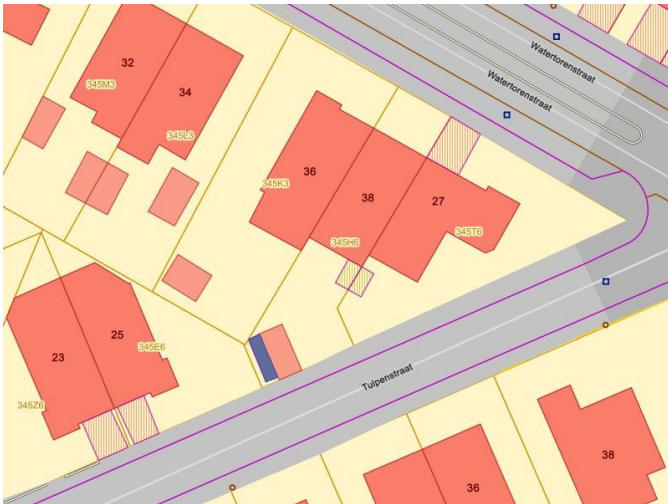 Watertorenstraat
Watertorenstraat
32
34
345M3
345L3
36
38
27
345K3
345H6
345T6
23
25
345E6
345Z6
Tulpenstraat
36
38